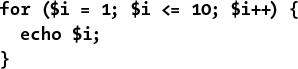 for ($i = 1; $i <= 10; $i++) {
  echo $i;
}